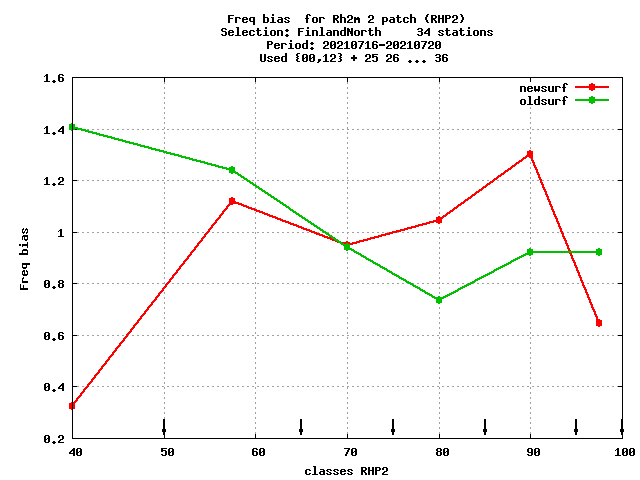 Freq bias  for Rh2m 2 patch (RHP2)
Selection: FinlandNorth     34 stations
Period: 20210716-20210720
Used {00,12} + 25 26 ... 36
newsurf
oldsurf
1.6
1.4
1.2
1
0.8
0.6
0.4
0.2
Freq bias
40 50 60 70 80 90 100
classes RHP2